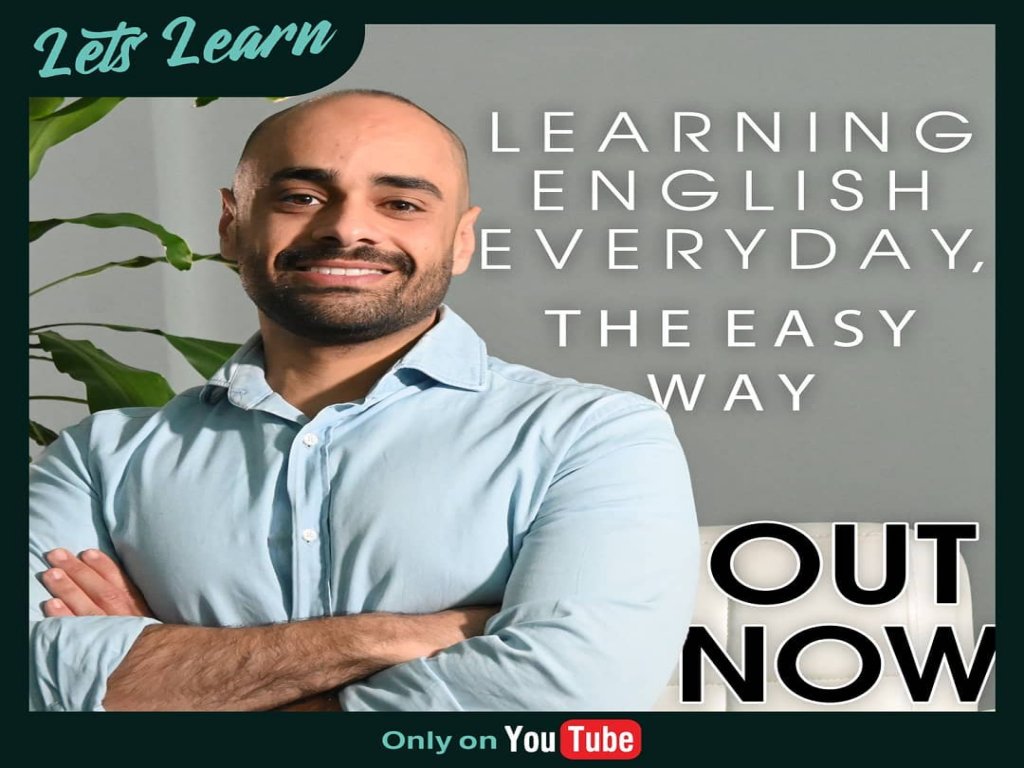 Lets Learn
LEARNING
ENGLISH
EVERYDAY,
THE EASY
WAY
OUT
NOW
Only on YouTube